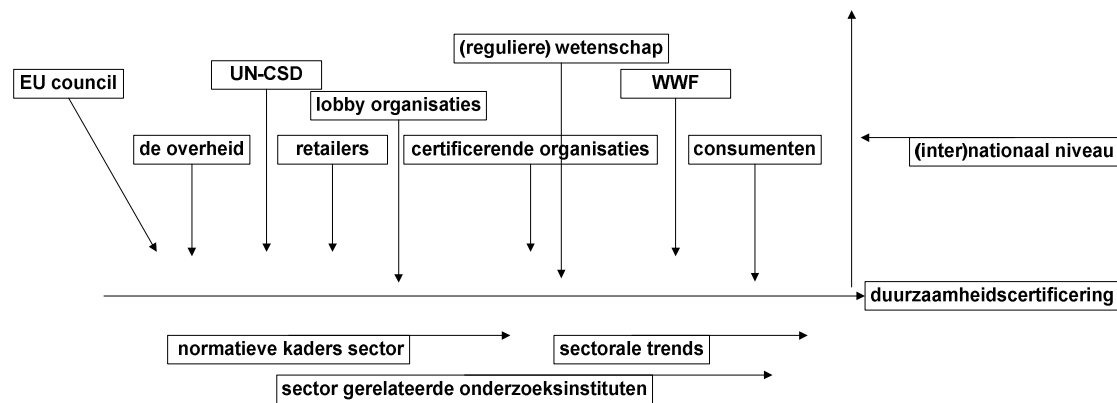 (reguliere) wetenschap
EU council
UN-CSD
WWF
lobby organisaties
de overheid
retailers
certificerende organisaties
consumenten
(inter)nationaal niveau
duurzaamheidscertificering
normatieve kaders sector
sectorale trends
sector gerelateerde onderzoeksinstituten